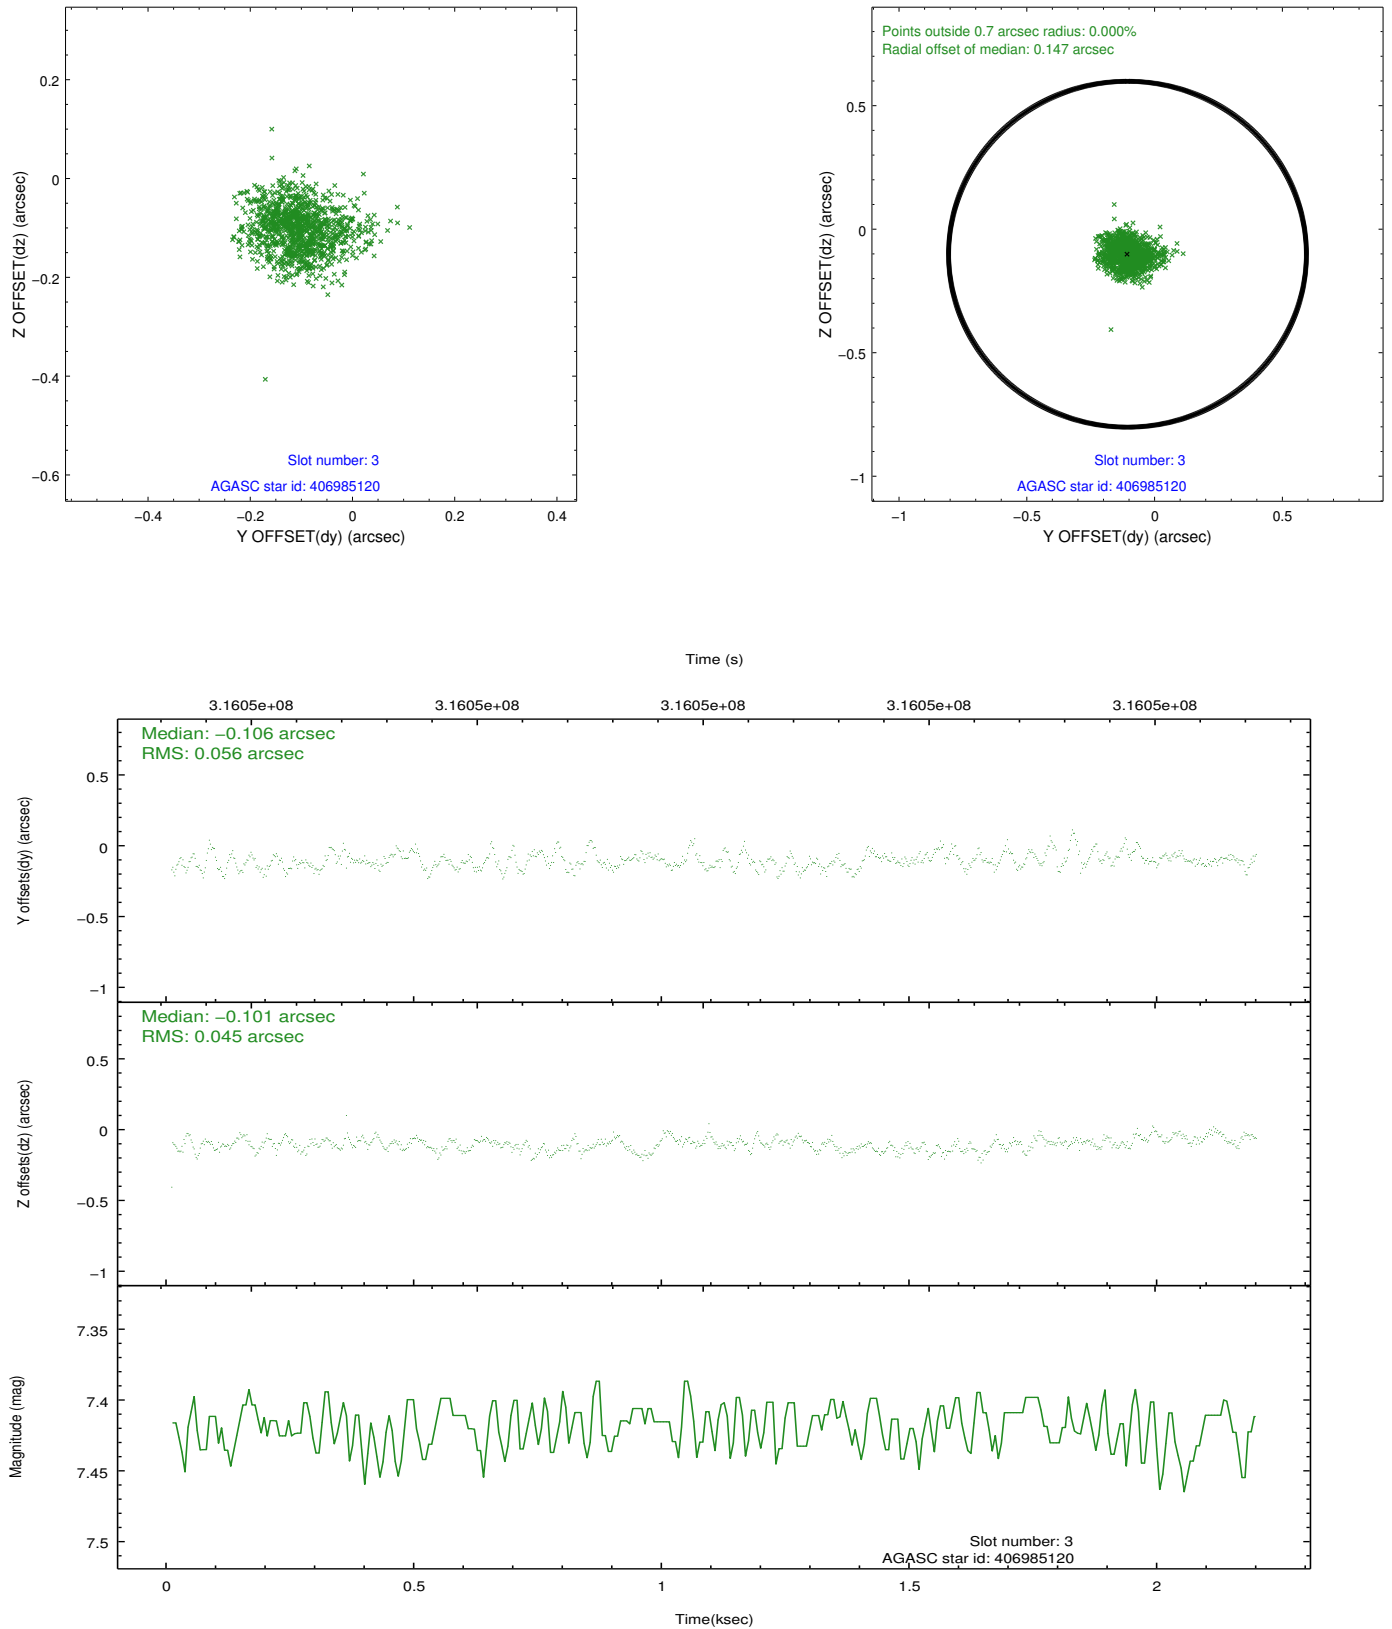 0.2
0
−0.2
−0.4
−0.6
Z OFFSET(dz) (arcsec)
Slot number: 3
AGASC star id: 406985120
−0.4 −0.2 0 0.2 0.4
Y OFFSET(dy) (arcsec)
Points outside 0.7 arcsec radius: 0.000%
Radial offset of median: 0.147 arcsec
0.5
0
−0.5
−1
Z OFFSET(dz) (arcsec)
Slot number: 3
AGASC star id: 406985120
−1 −0.5 0 0.5
Y OFFSET(dy) (arcsec)
Time (s)
3.1605e+08 3.1605e+08 3.1605e+08 3.1605e+08 3.1605e+08
Median: −0.106 arcsec
RMS: 0.056 arcsec
0.5
0
−0.5
−1
Y offsets(dy) (arcsec)
Median: −0.101 arcsec
RMS: 0.045 arcsec
0.5
0
−0.5
−1
Z offsets(dz) (arcsec)
7.35
7.4
7.45
7.5
Magnitude (mag)
Slot number: 3
AGASC star id: 406985120
0 0.5 1 1.5 2
Time(ksec)